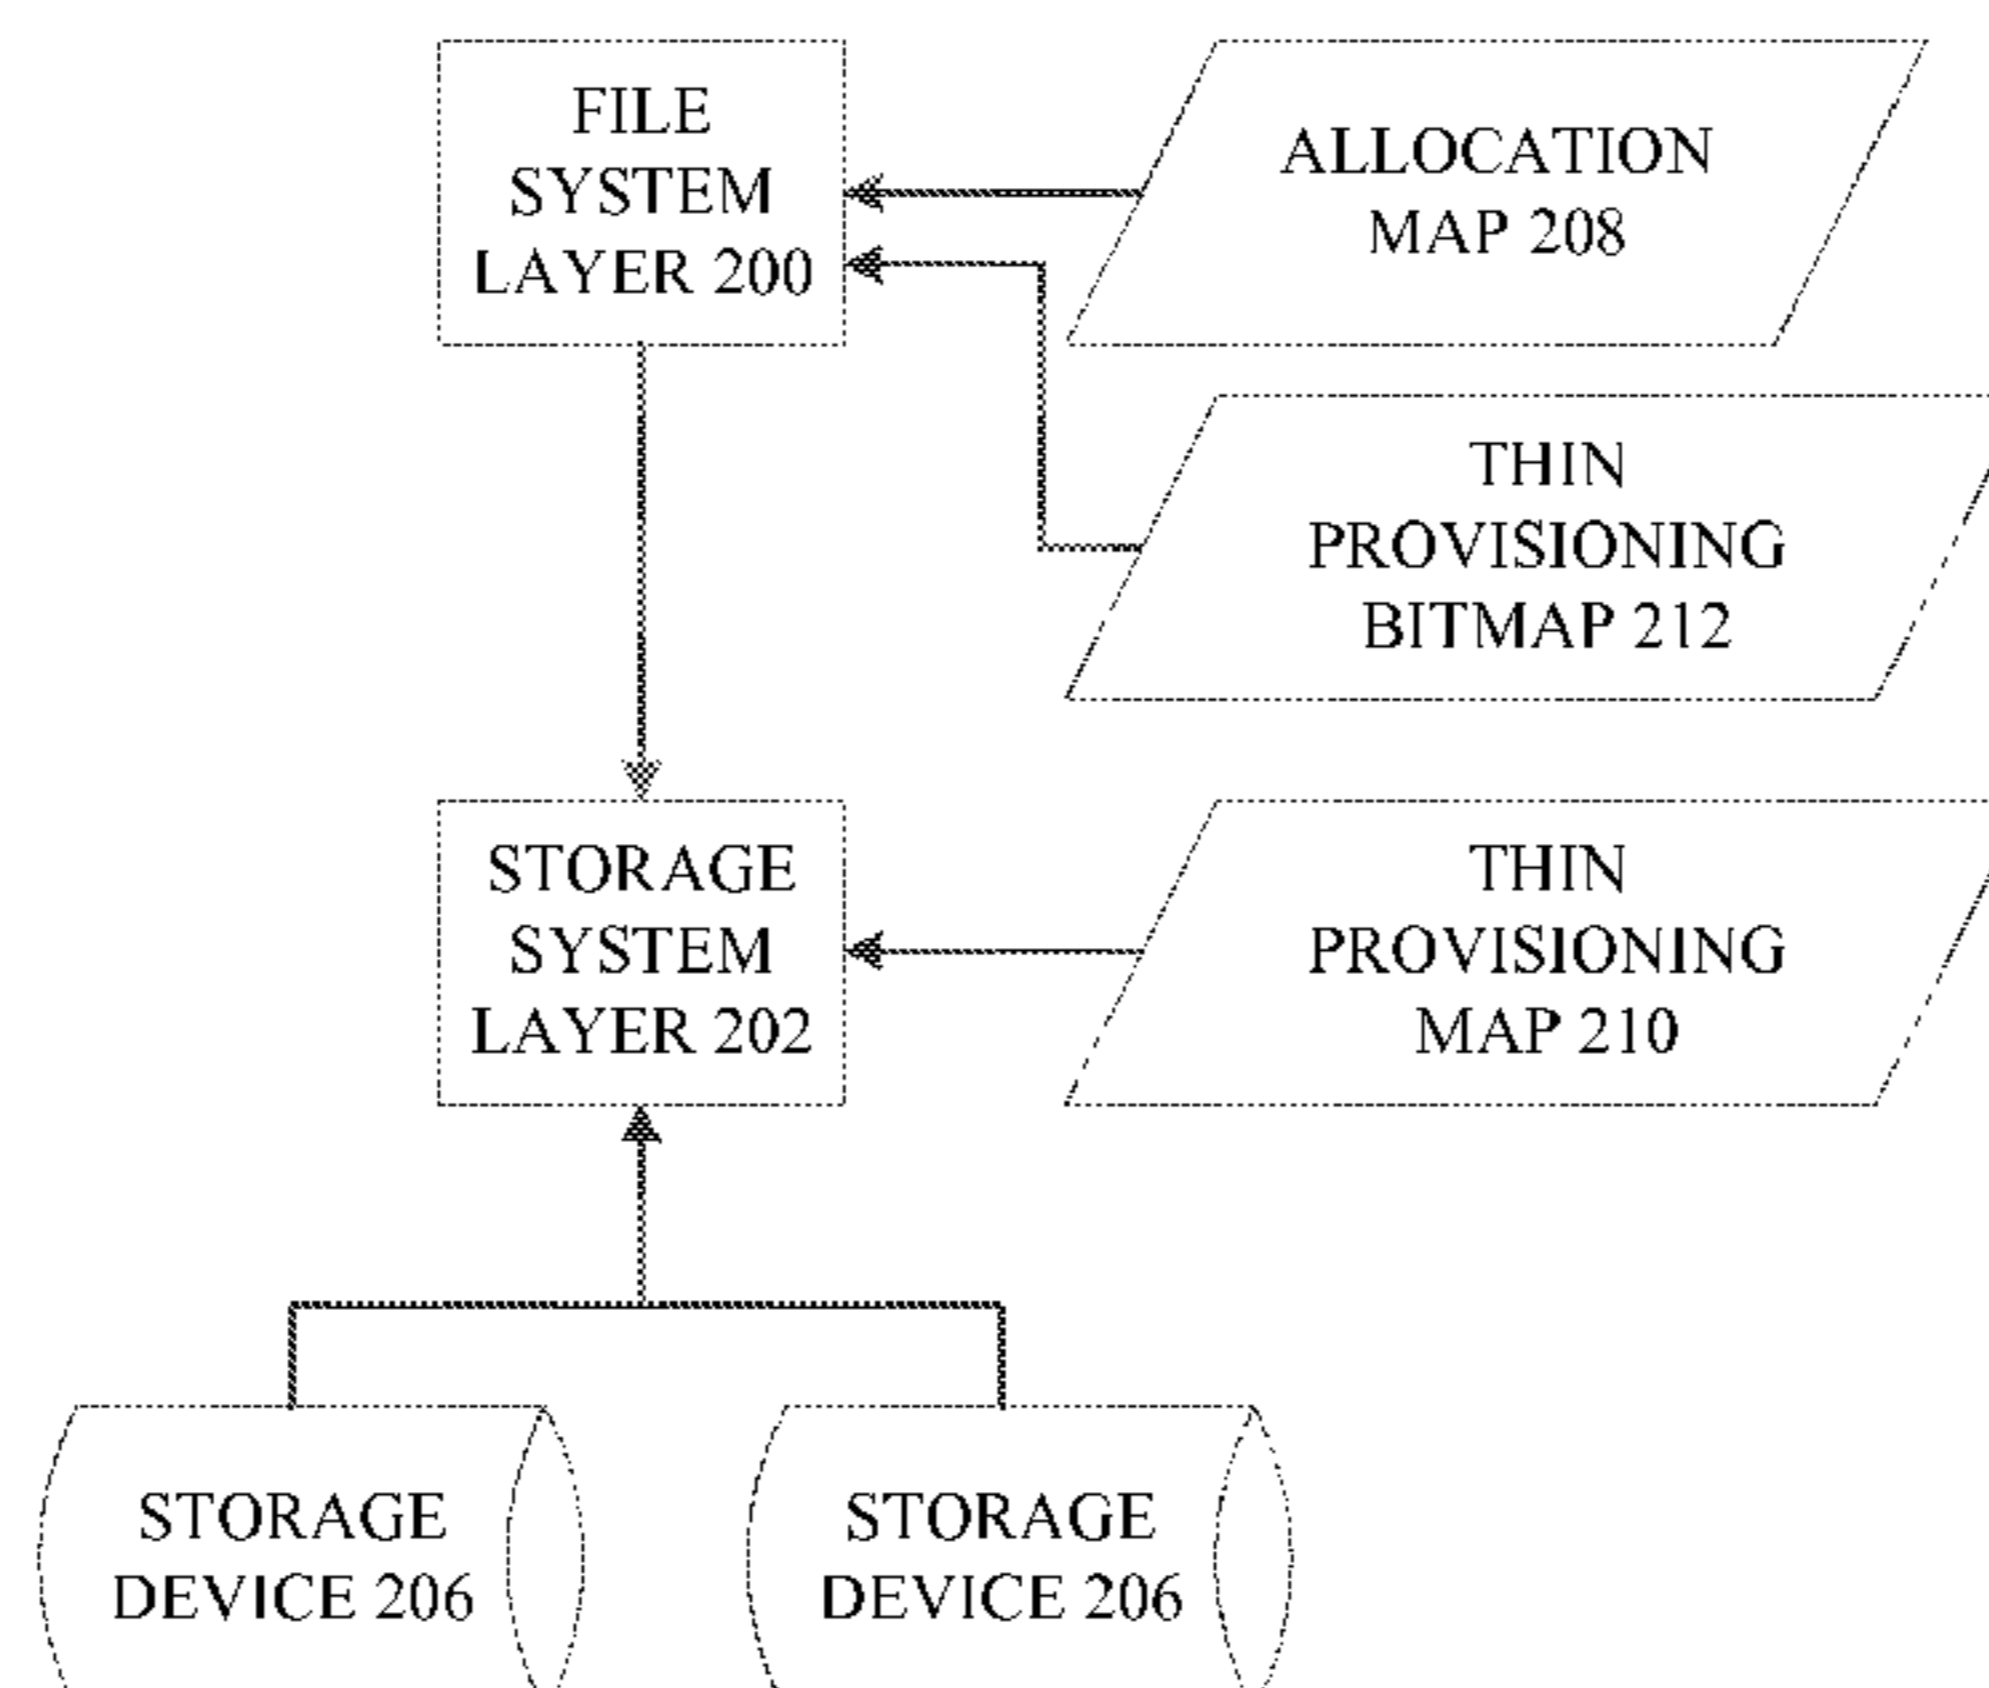 FILE
SYSTEM
LAYER 200
ALLOCATION
MAP 208
THIN
PROVISIONING
BITMAP 212
STORAGE
SYSTEM
LAYER 202
THIN
PROVISIONING
MAP 210
STORAGE
DEVICE 206
STORAGE
DEVICE 206